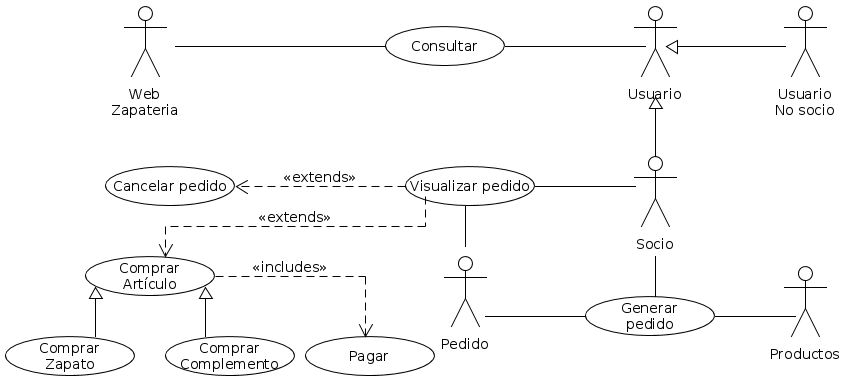 Consultar
Web
Zapateria
Usuario
Usuario
No socio
Cancelar pedido
«extends»
Visualizar pedido
«extends»
Socio
Comprar
Artículo
«includes»
Generar
pedido
Pedido
Productos
Comprar
Zapato
Comprar
Complemento
Pagar